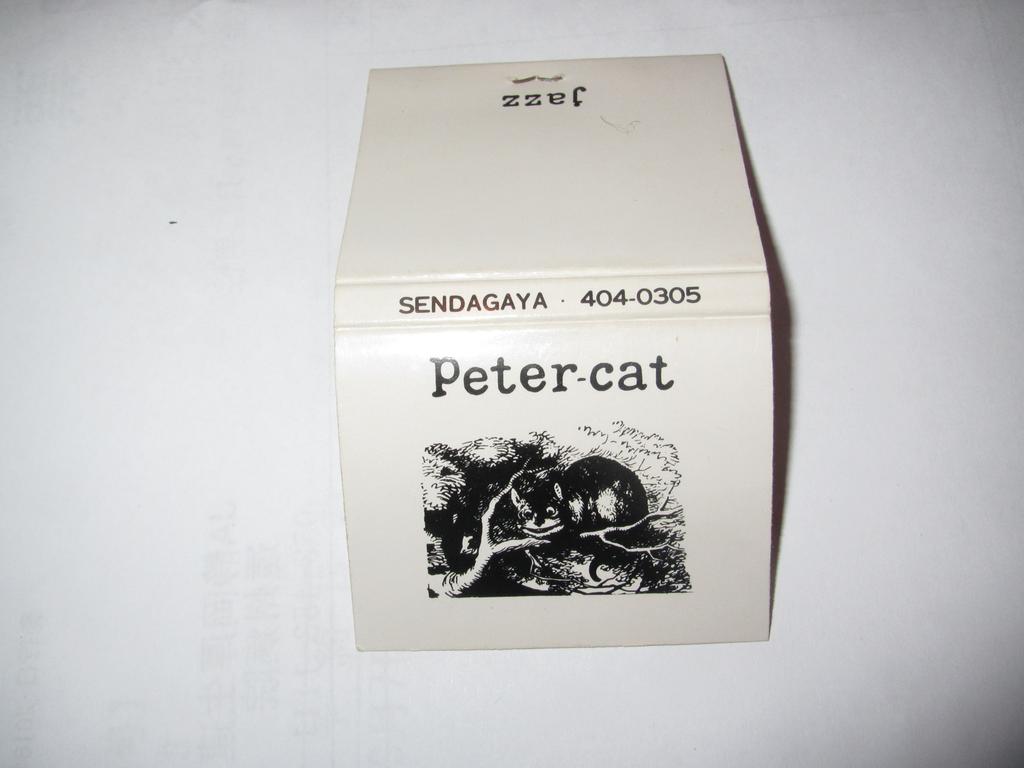 jazz
SENDAGAYA · 404-0305
Peter-cat